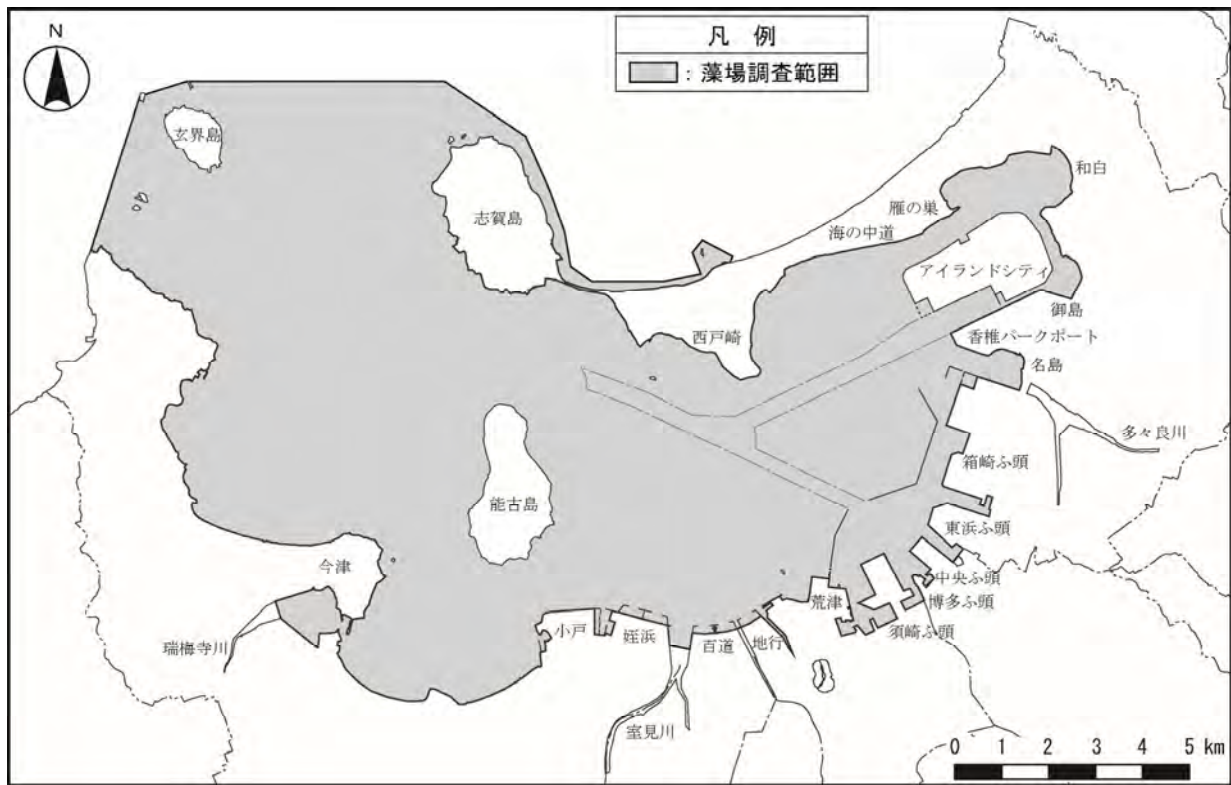 N
凡 例
：藻場調査範囲
玄界島
志賀島
和白
雁の巣
海の中道
アイランドシティ
御島
香椎パークポート
西戸崎
名島
多々良川
箱崎ふ頭
能古島
東浜ふ頭
今津
中央ふ頭
荒津
博多ふ頭
小戸
姪浜
百道
地行
須崎ふ頭
瑞梅寺川
室見川
0 1 2 3 4 5 km